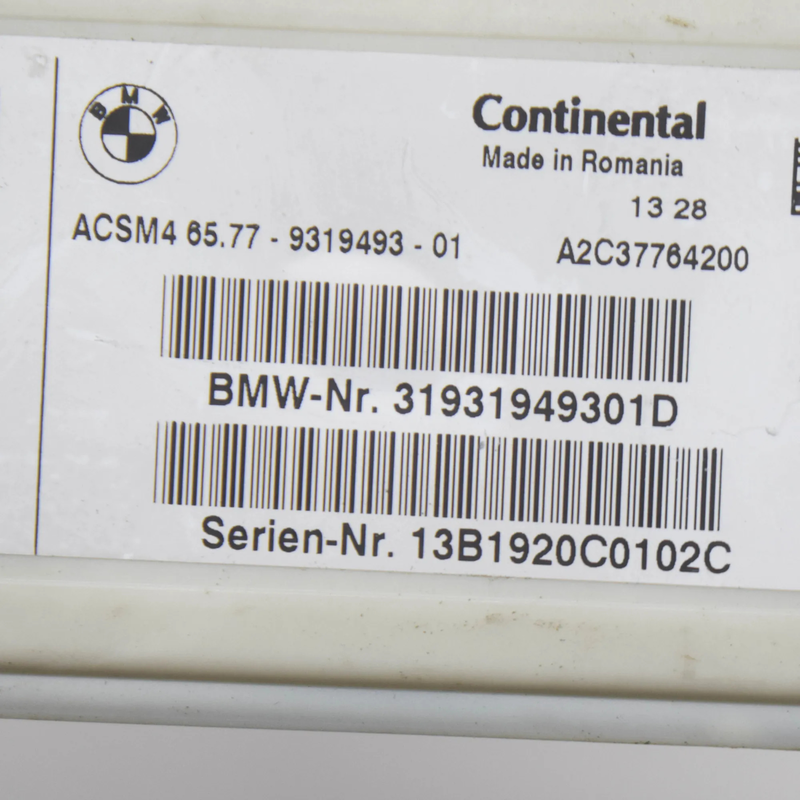 BMW
Continental
Made in Romania
13 28
ACSM4 65.77 - 9319493 - 01
A2C37764200
BMW-Nr. 31931949301D
Serien-Nr. 13B1920C0102C